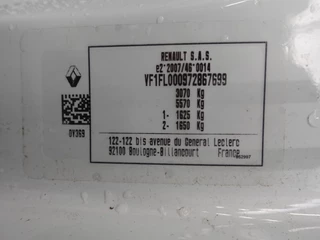 RENAULT S.A.S.
e2*2007/46*0014
VF1FL000972867699
3070 Kg
5570 Kg
1- 1625 Kg
2- 1650 Kg
0Y369
122-122 bis avenue du General Leclerc
92100 Boulogne-Billancourt France